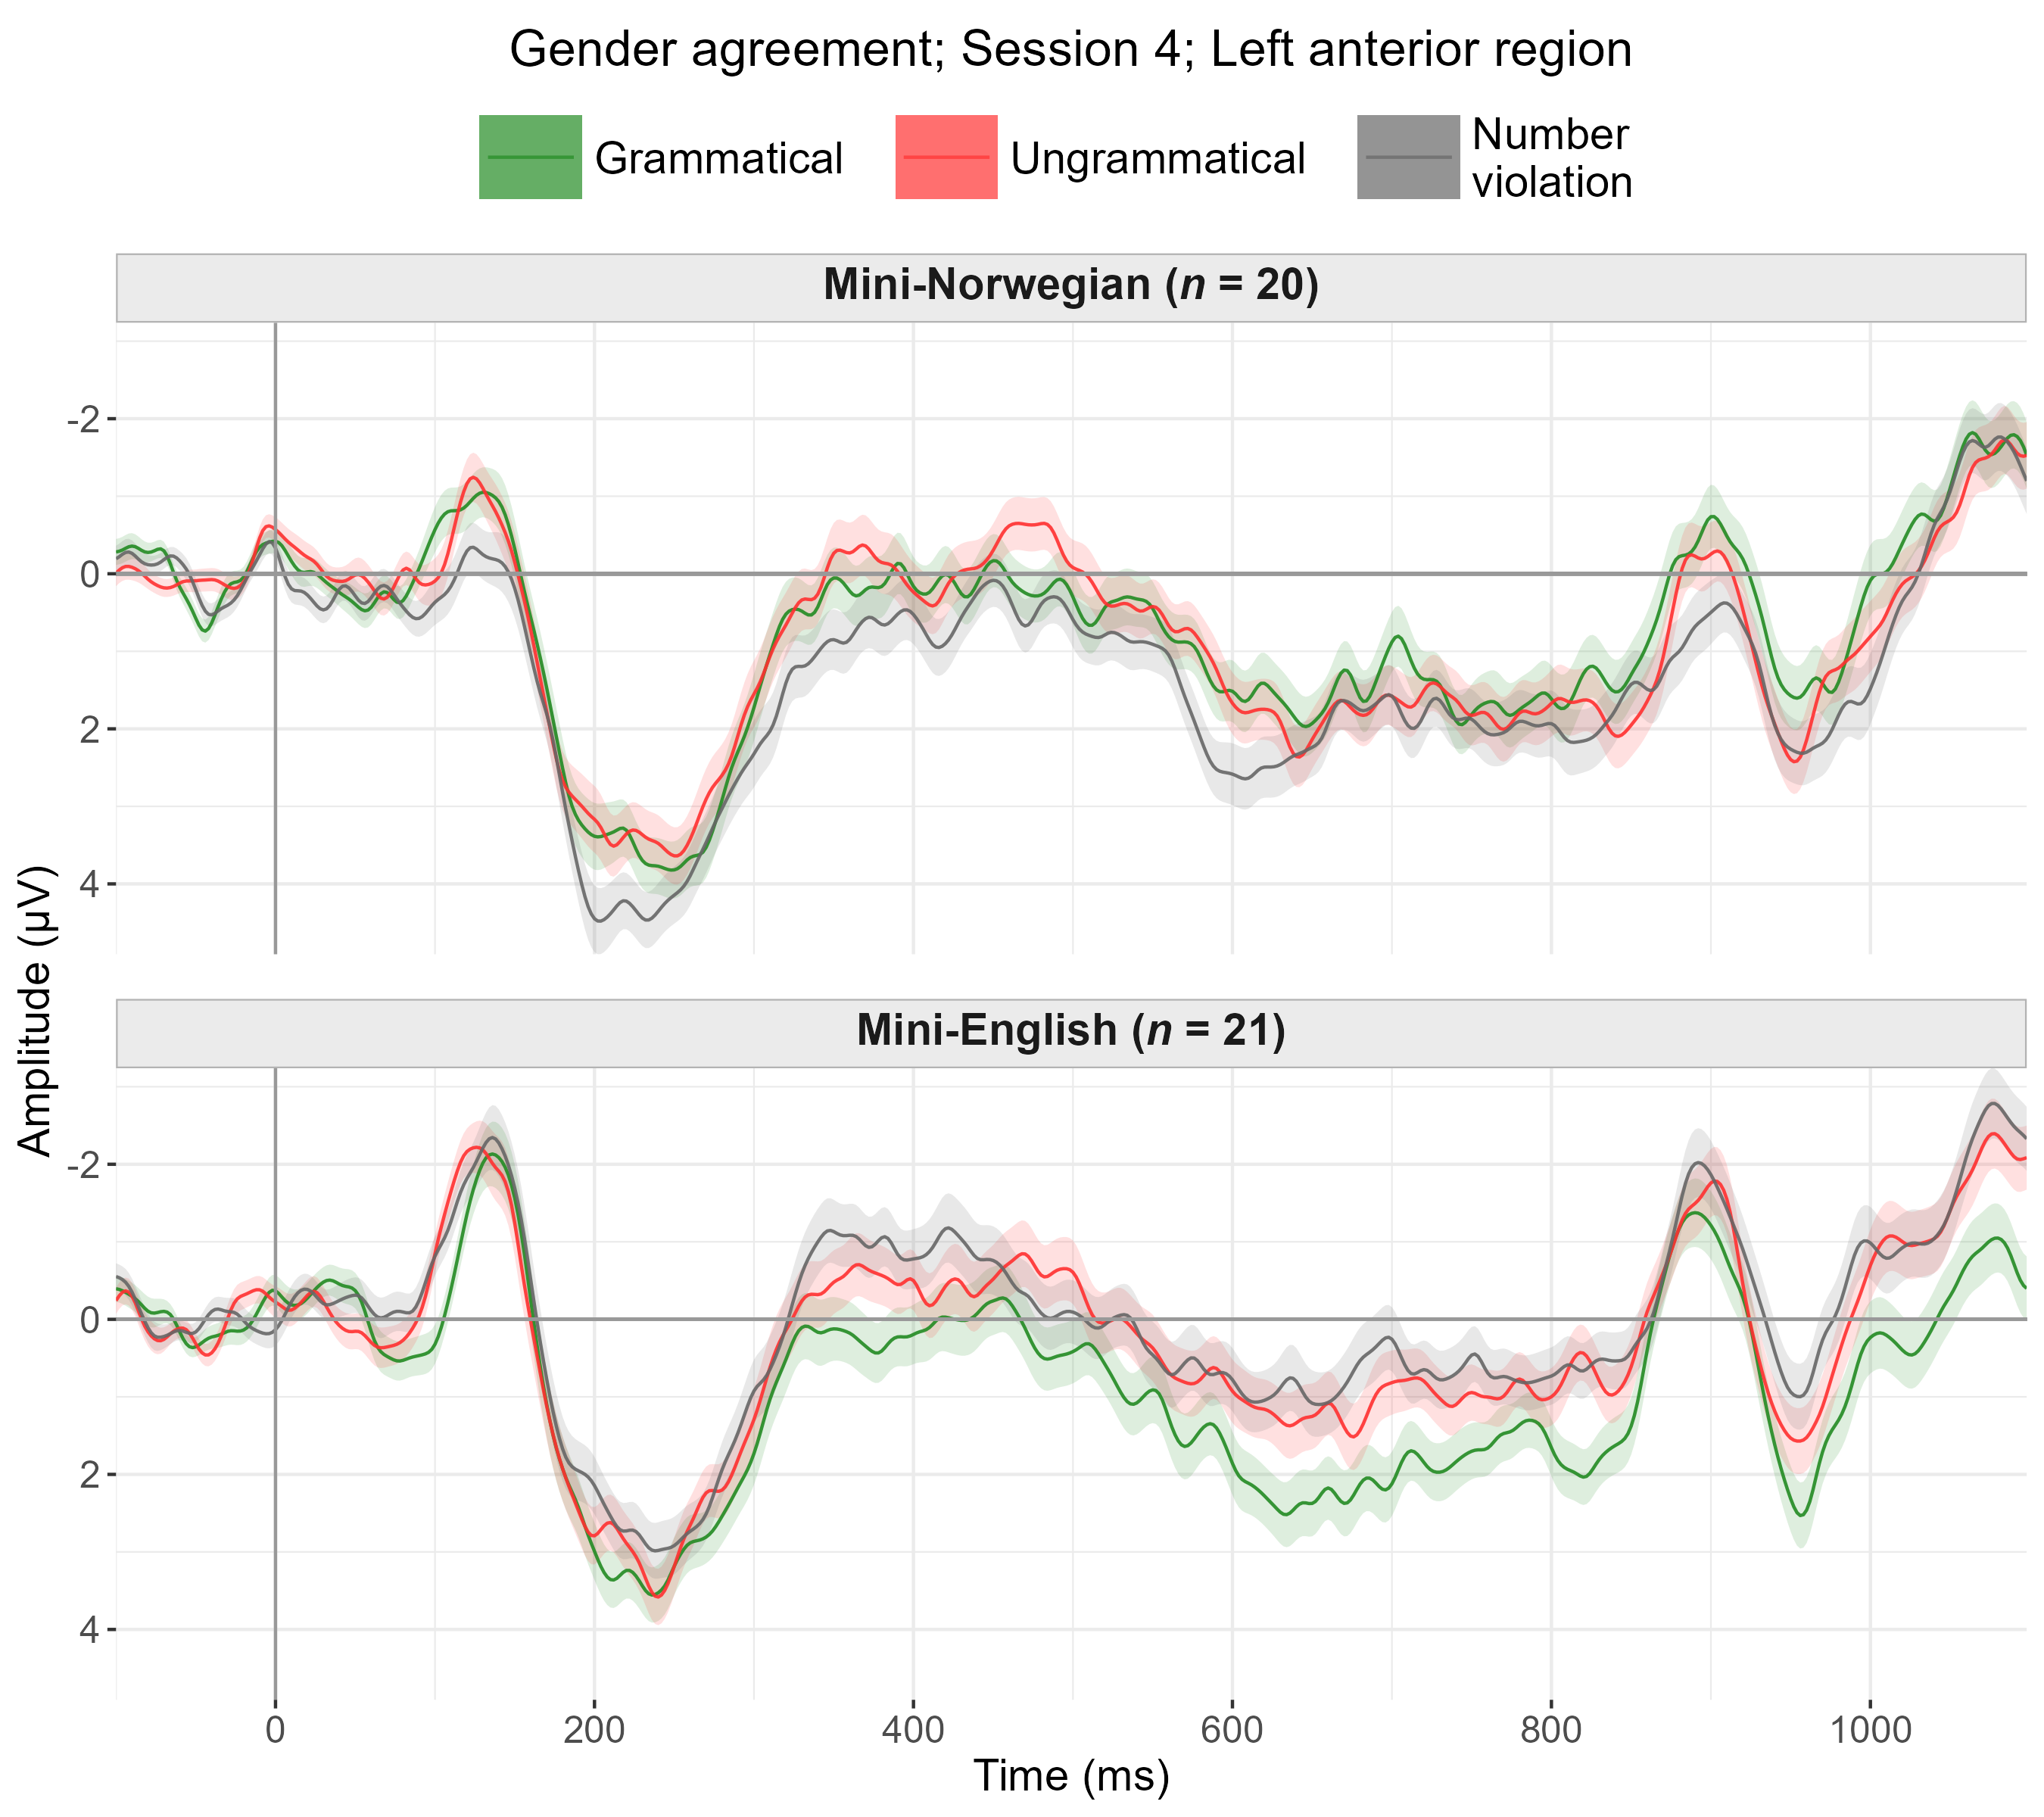 Gender agreement; Session 4; Left anterior region
Grammatical
Ungrammatical
Number
violation
Mini-Norwegian (n = 20)
-2
0
2
4
Mini-English (n = 21)
-2
0
2
4
Amplitude (µV)
0 200 400 600 800 1000
Time (ms)